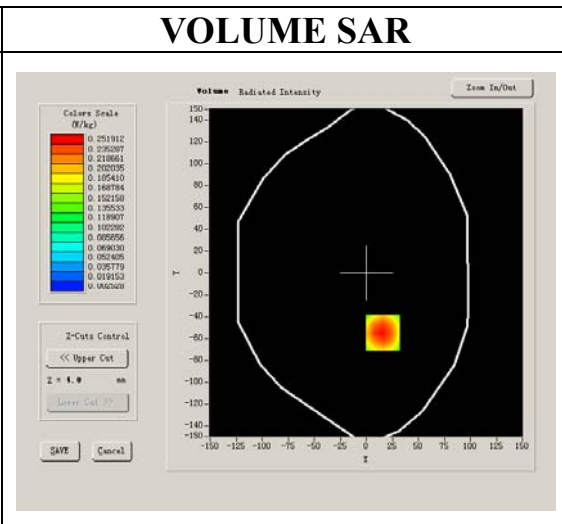 VOLUME SAR
Volume Radiated Intensity
Zoom In/Out
Colors Scale
(W/kg)
0.251912
0.235287
0.218661
0.202035
0.185410
0.168784
0.152158
0.135533
0.118907
0.102282
0.085656
0.069030
0.052405
0.035779
0.019153
0.002528
Z-Cuts Control
<< Upper Cut
Z = 4.0 mm
Lower Cut >>
SAVE Cancel
150
140
120
100
80
60
40
20
Y 0
-20
-40
-60
-80
-100
-120
-140
-150
-150 -125 -100 -75 -50 -25 0 25 50 75 100 125 150
X